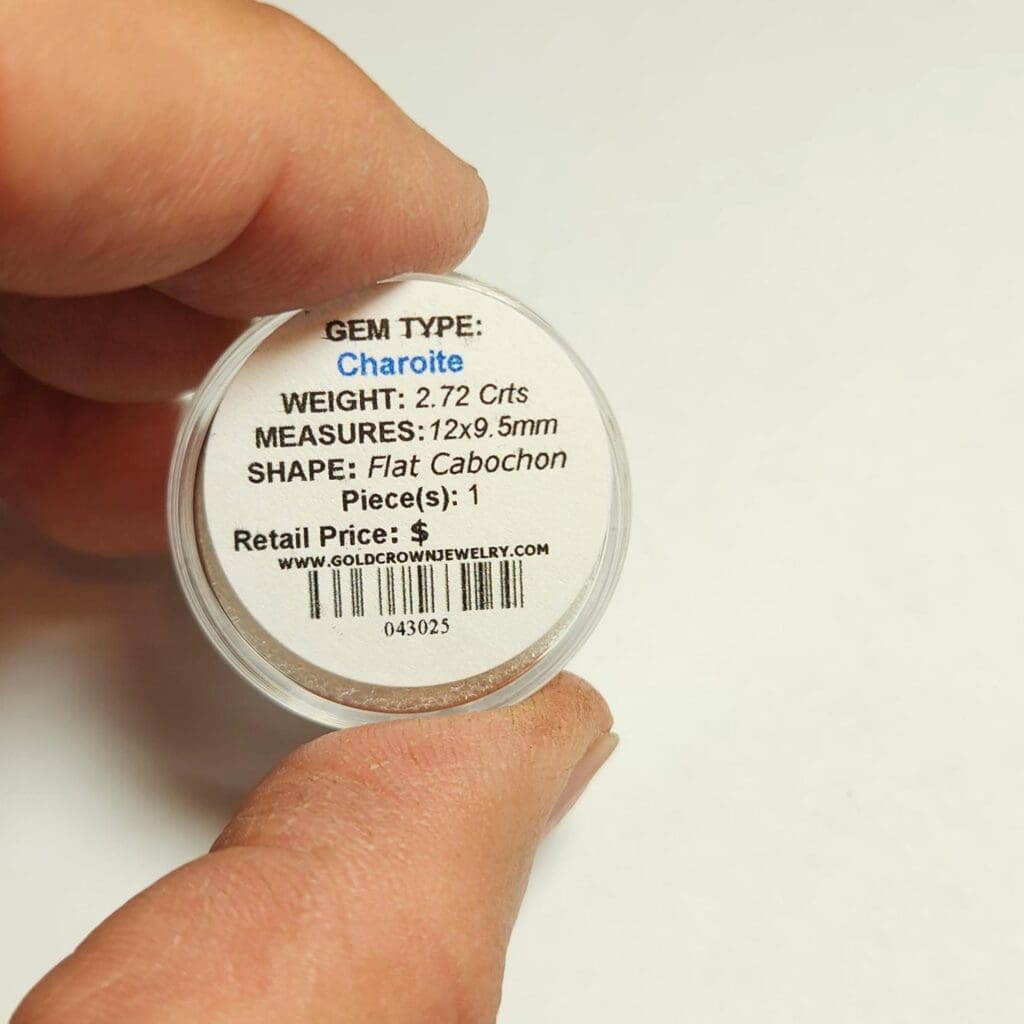 GEM TYPE:
Charoite
WEIGHT: 2.72 Crts
MEASURES:12x9.5mm
SHAPE: Flat Cabochon
Piece(s): 1
Retail Price: $
WWW.GOLDCROWNJEWELRY.COM
043025